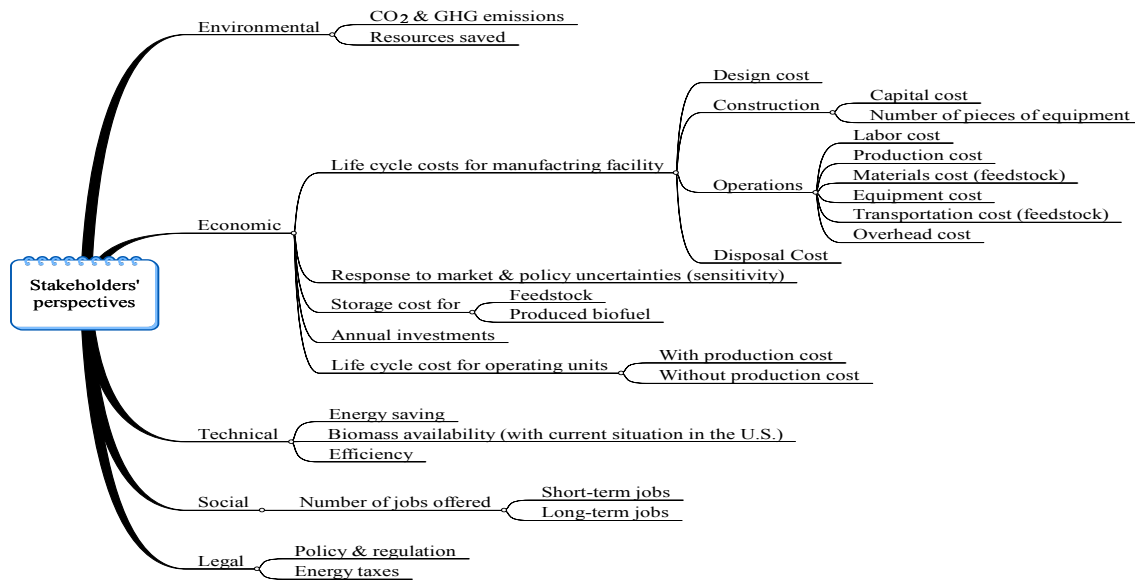 Environmental
CO2 & GHG emissions
Resources saved
Design cost
Construction
Capital cost
Number of pieces of equipment
Life cycle costs for manufactring facility
Operations
Labor cost
Production cost
Materials cost (feedstock)
Equipment cost
Transportation cost (feedstock)
Overhead cost
Disposal Cost
Economic
Response to market & policy uncertainties (sensitivity)
Storage cost for
Feedstock
Produced biofuel
Annual investments
Life cycle cost for operating units
With production cost
Without production cost
Stakeholders'
perspectives
Technical
Energy saving
Biomass availability (with current situation in the U.S.)
Efficiency
Social
Number of jobs offered
Short-term jobs
Long-term jobs
Legal
Policy & regulation
Energy taxes